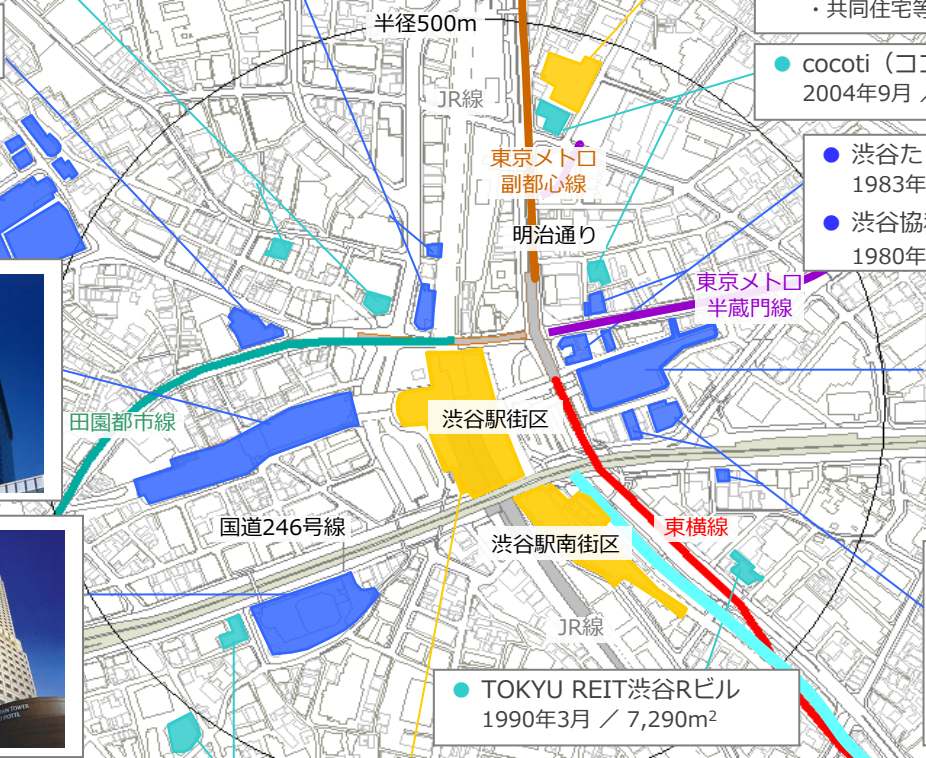 ・共同住宅等
半径500m
JR線
cocoti（ココ
2004年9月 ／
東京メトロ
副都心線
渋谷た
1983年
渋谷協
1980年
明治通り
東京メトロ
半蔵門線
田園都市線
渋谷駅街区
国道246号線
渋谷駅南街区
東横線
JR線
TOKYU REIT渋谷Rビル
1990年3月 ／ 7,290m²